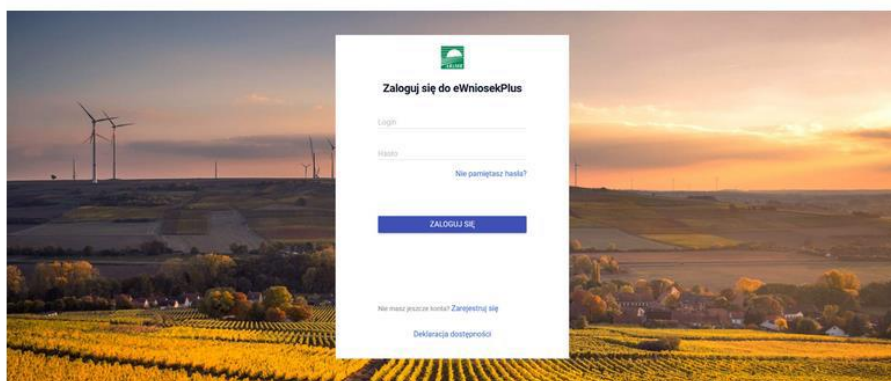 ARiMR
Zaloguj się do eWniosekPlus
Login
Hasło
Nie pamiętasz hasła?
ZALOGUJ SIĘ
Nie masz jeszcze konta? Zarejestruj się
Deklaracja dostępności